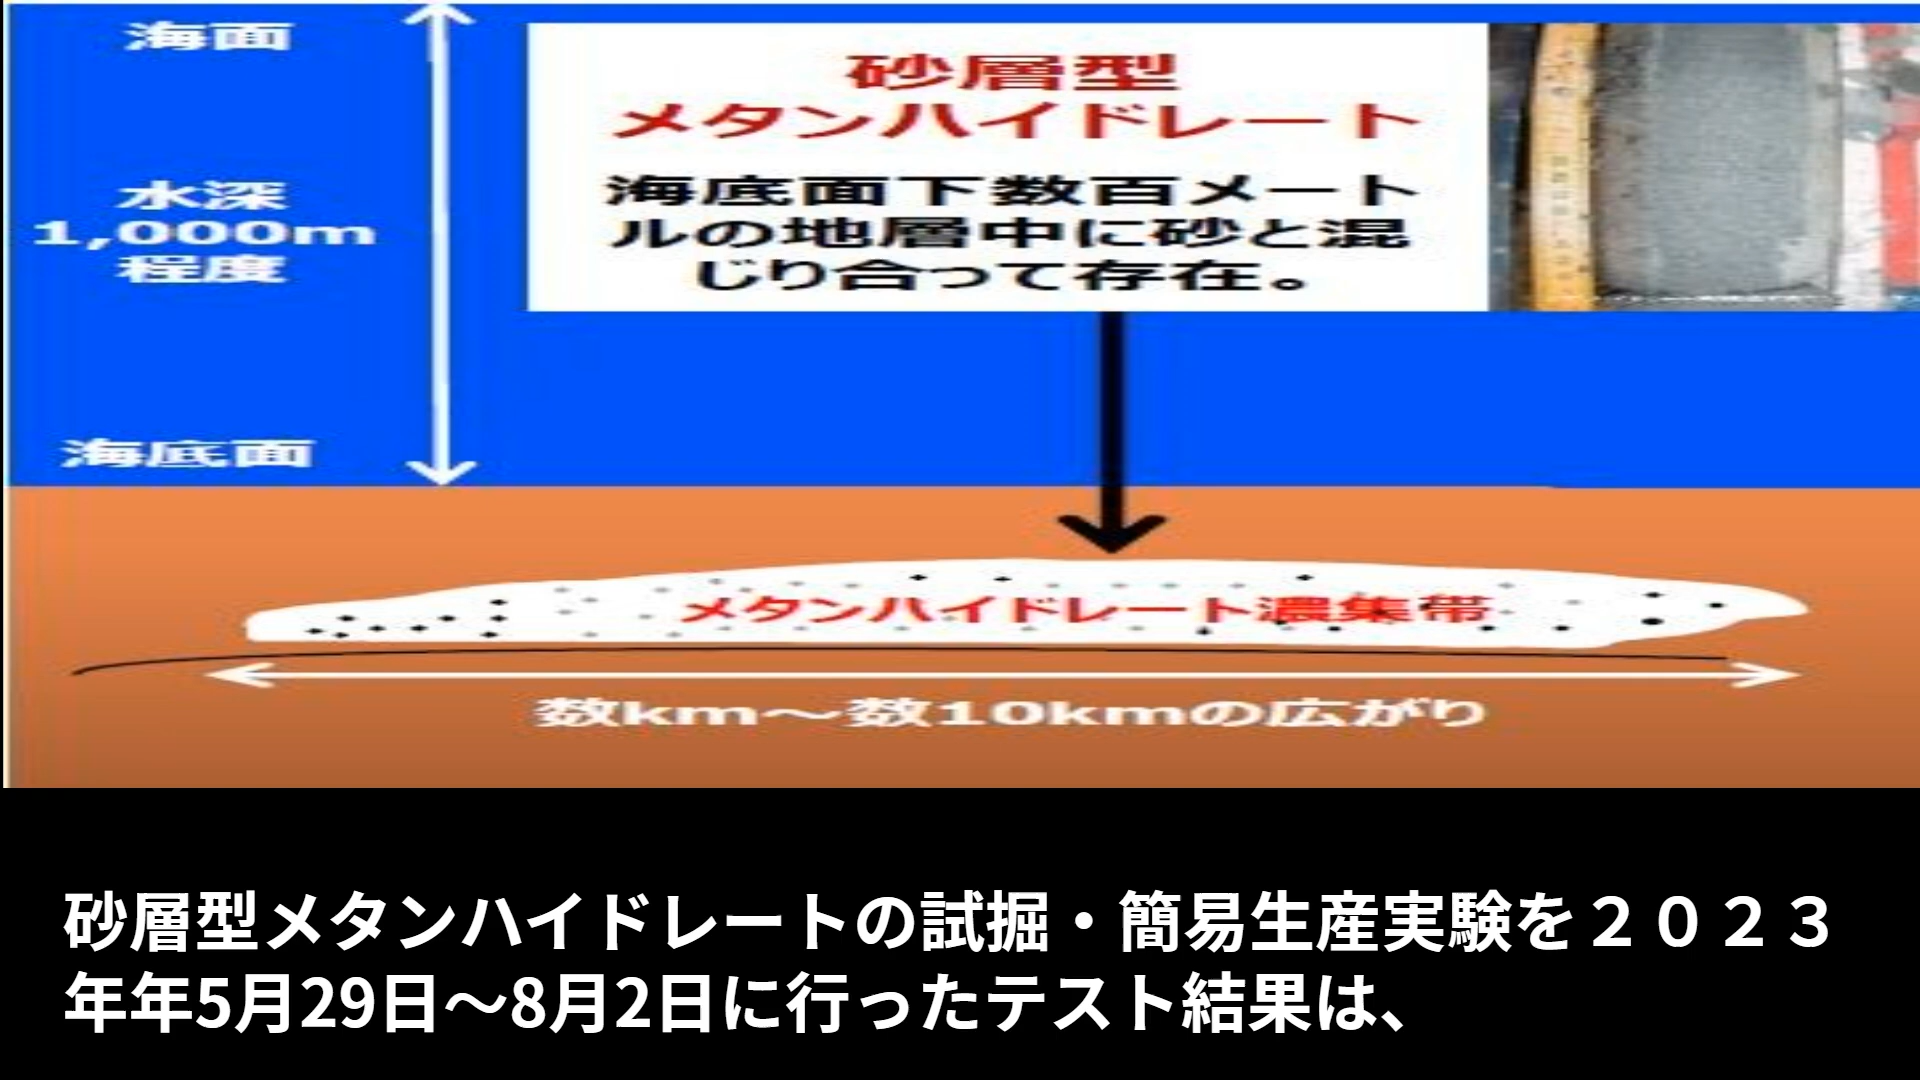 海面
砂層型
メタンハイドレート
水深
1,000m
程度
海底面下数百メート
ルの地層中に砂と混
じり合って存在。
海底面
メタンハイドレート濃集帯
数km～数10kmの広がり
砂層型メタンハイドレートの試掘・簡易生産実験を２０２３
年年5月29日～8月2日に行ったテスト結果は、